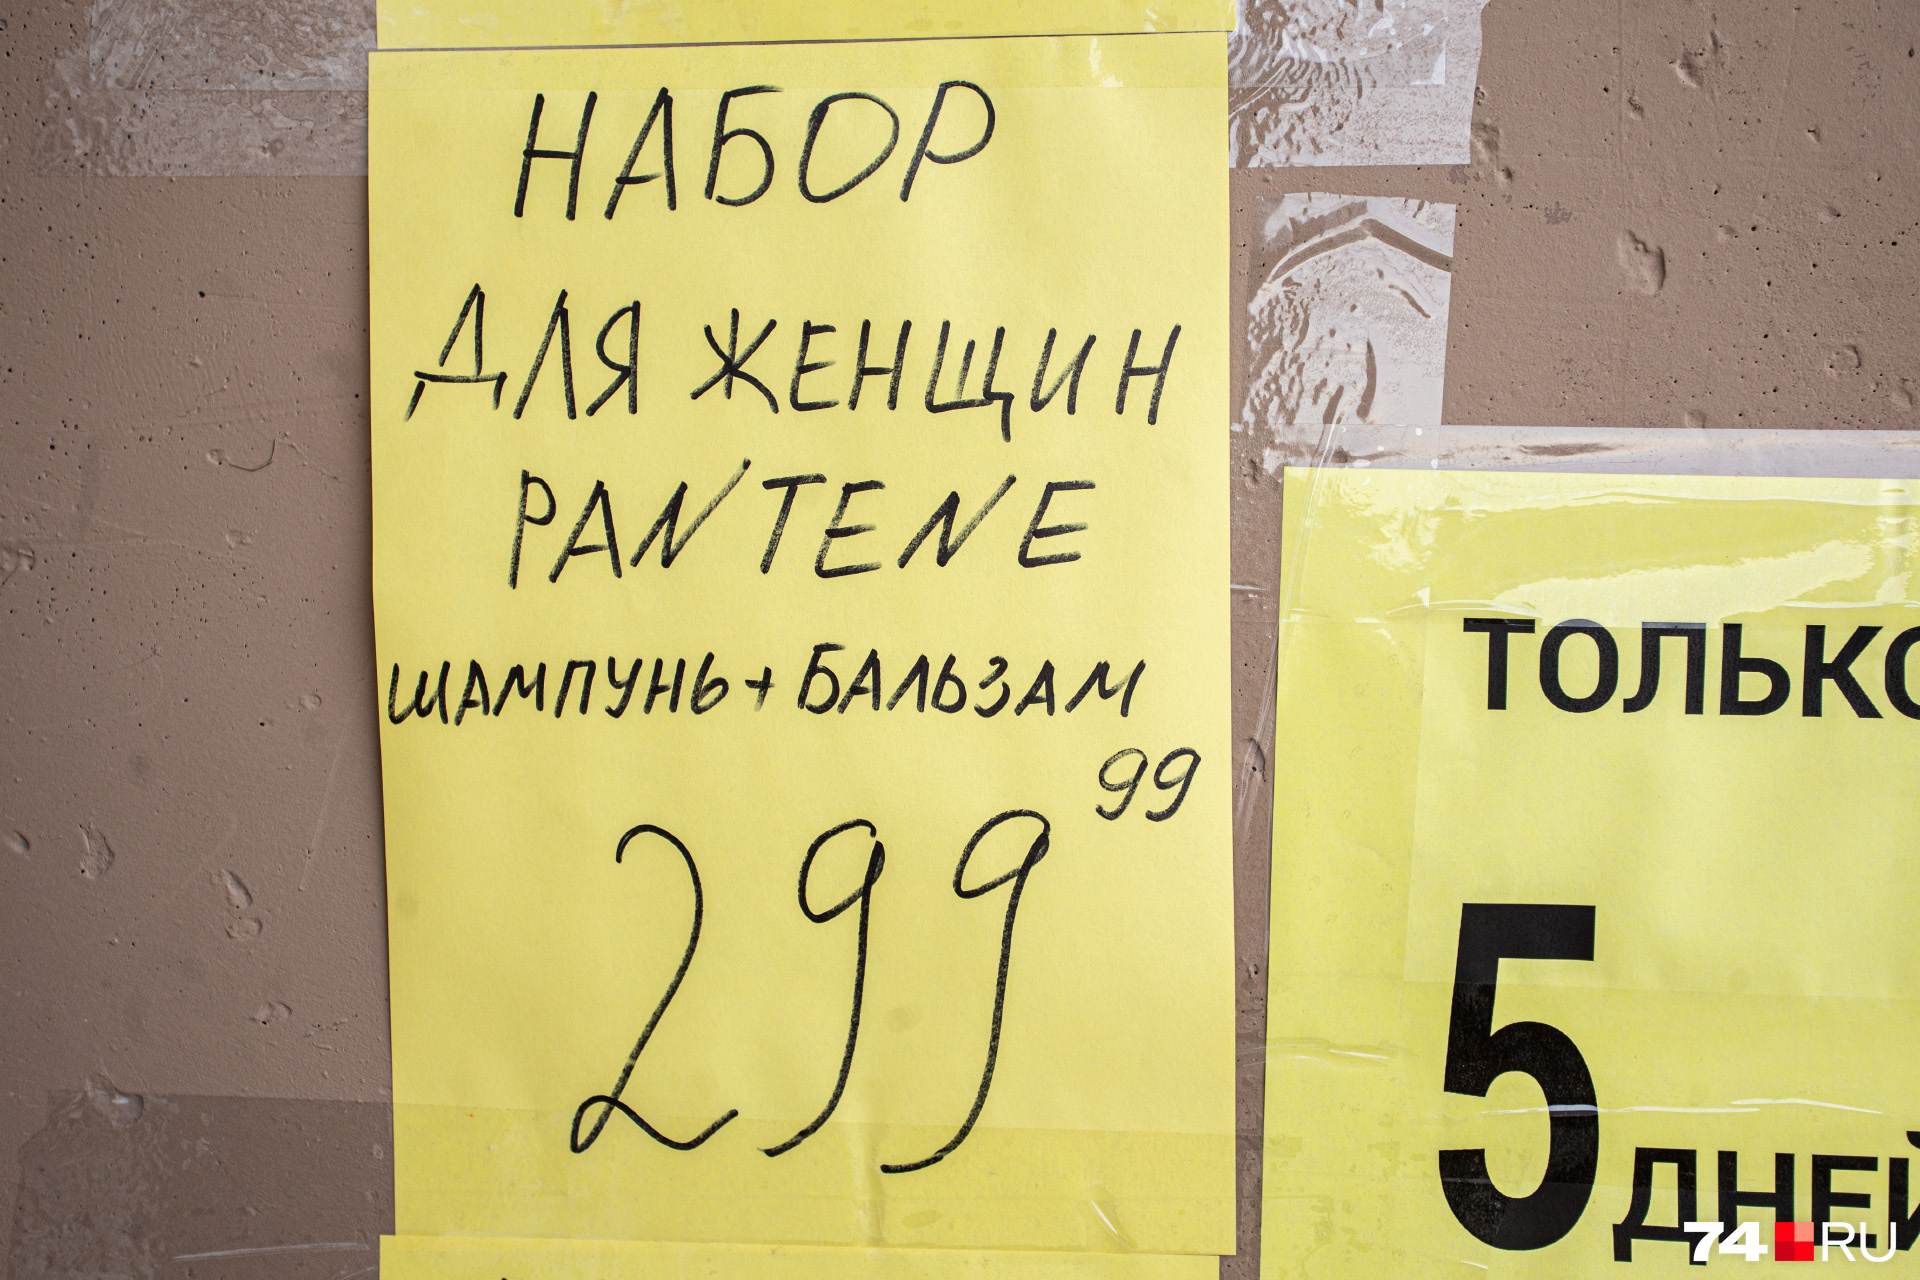 НАБОР
ДЛЯ ЖЕНЩИН
PANTENE
ШАМПУНЬ+БАЛЬЗАМ
299 99
ТОЛЬКО
5 ДНЕЙ
74 RU